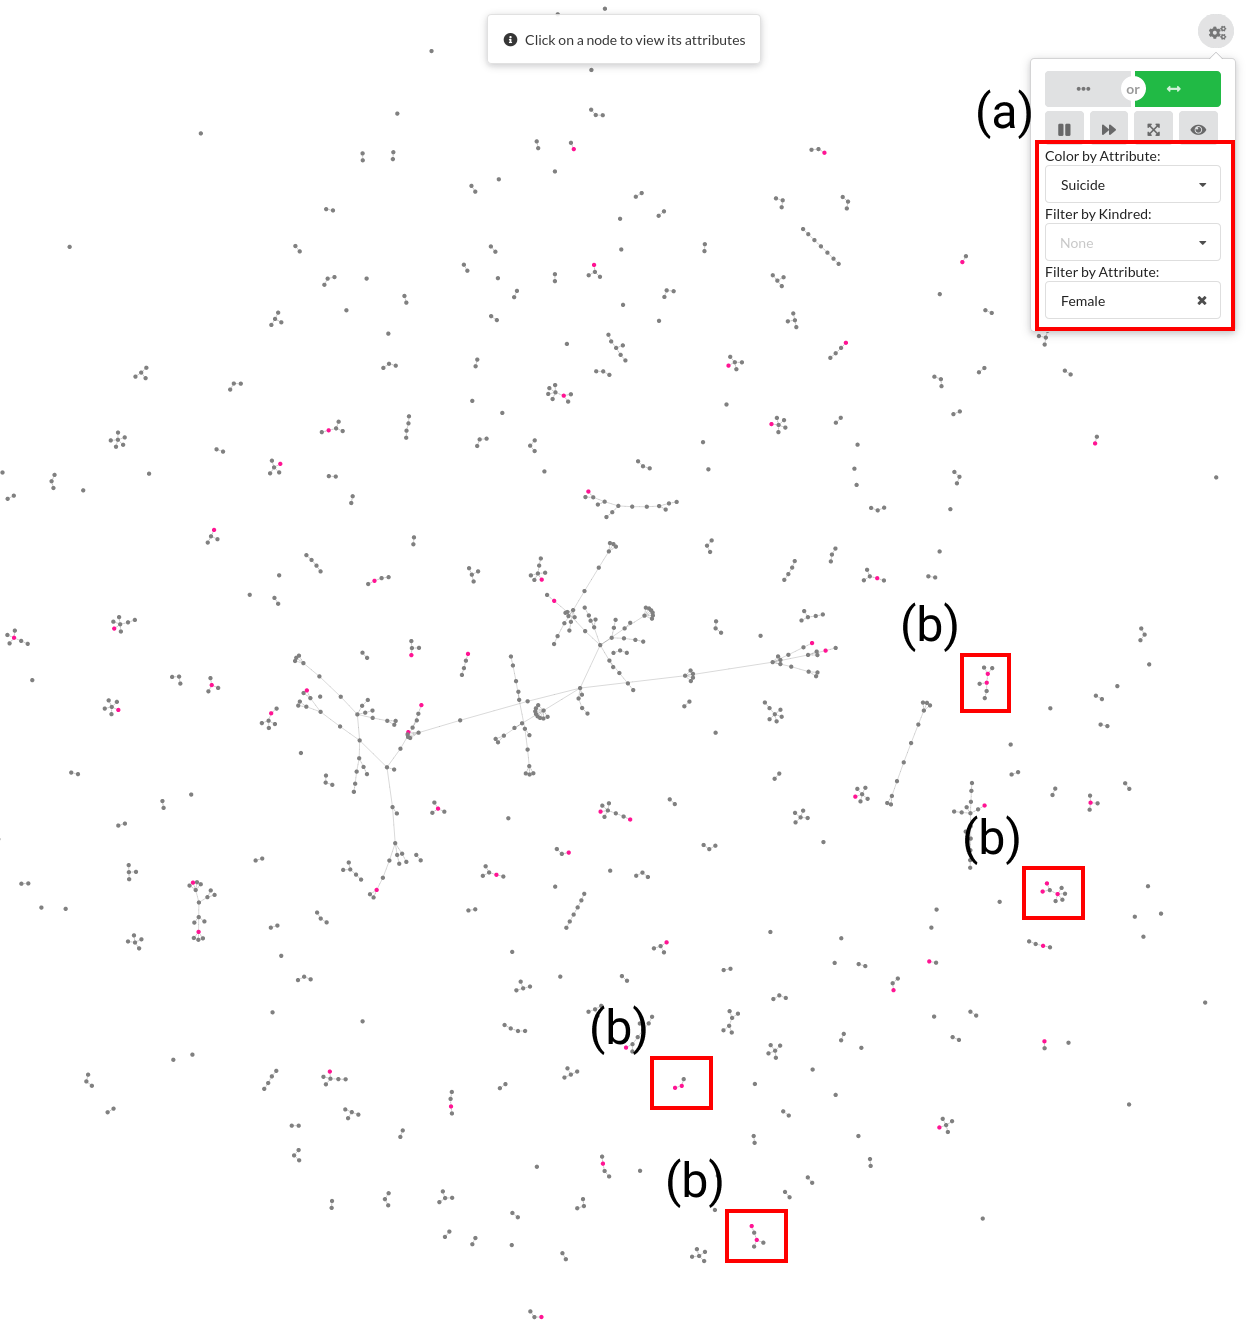 Click on a node to view its attributes
or
(a)
Color by Attribute:
Suicide
Filter by Kindred:
None
Filter by Attribute:
Female
(b)
(b)
(b)
(b)